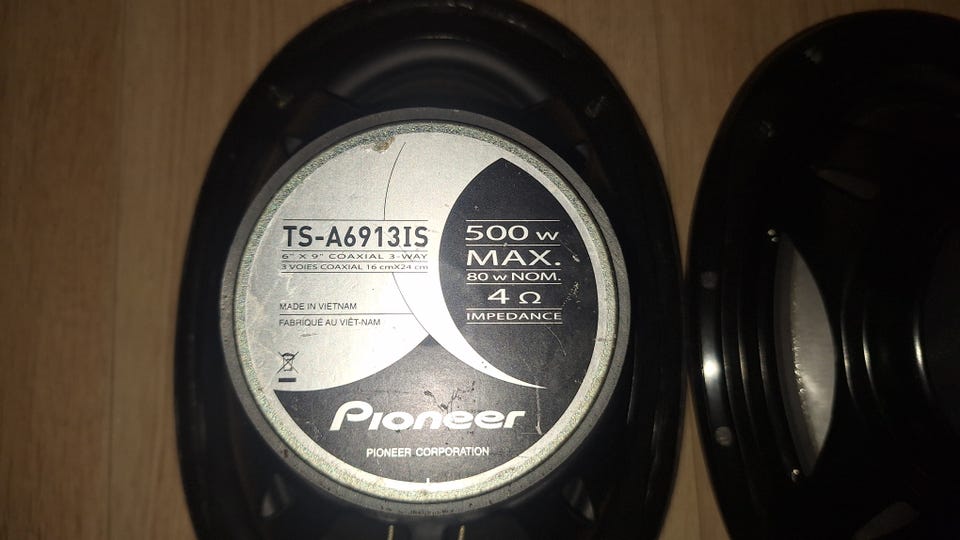 TS-A6913IS
6" X 9" COAXIAL 3-WAY
3 VOIES COAXIAL 16 cmX24 cm
MADE IN VIETNAM
FABRIQUÉ AU VIÊT-NAM
500 w
MAX.
80 w NOM.
4 Ω
IMPEDANCE
Pioneer
PIONEER CORPORATION